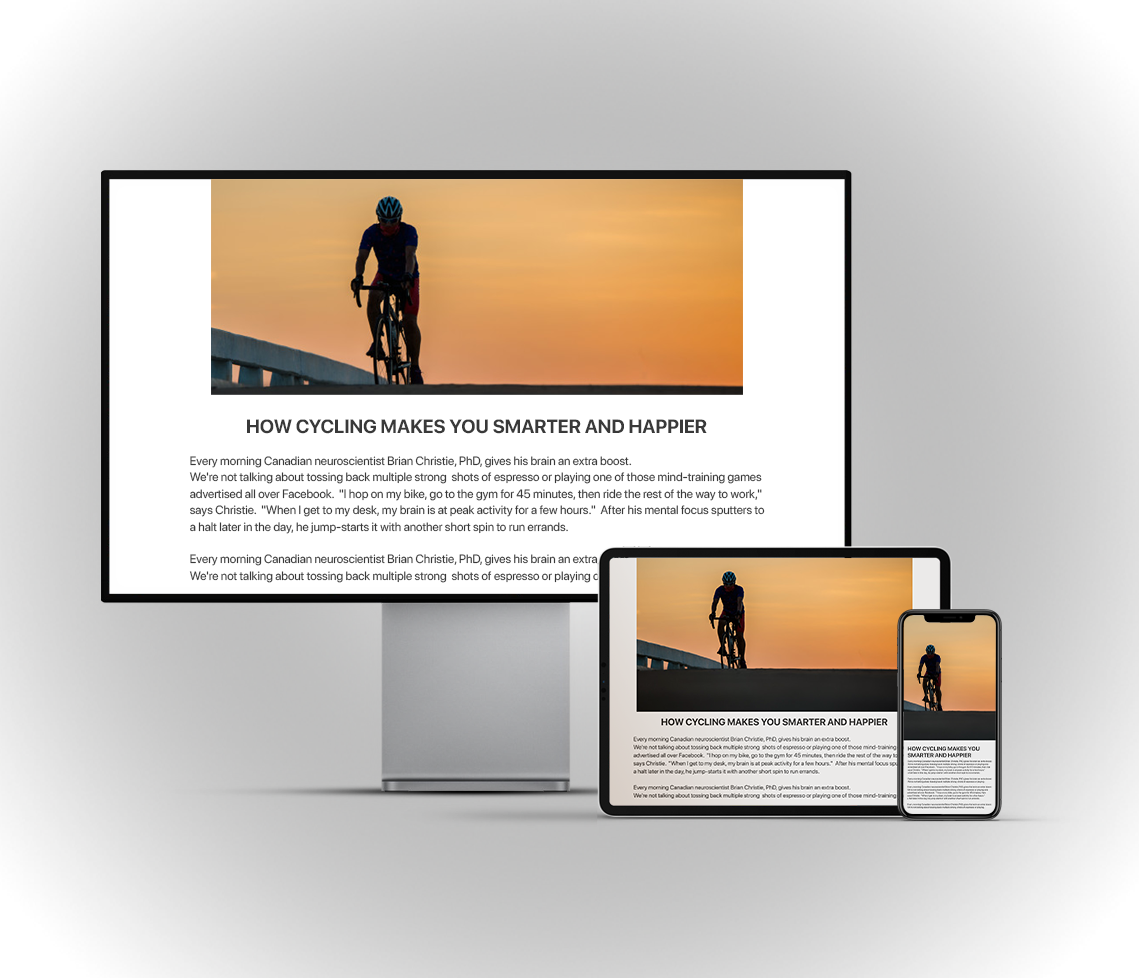 HOW CYCLING MAKES YOU SMARTER AND HAPPIER
Every morning Canadian neuroscientist Brian Christie, PhD, gives his brain an extra boost.
We're not talking about tossing back multiple strong  shots of espresso or playing one of those mind-training games
advertised all over Facebook.  "I hop on my bike, go to the gym for 45 minutes, then ride the rest of the way to work,"
says Christie.  "When I get to my desk, my brain is at peak activity for a few hours."  After his mental focus sputters to
a halt later in the day, he jump-starts it with another short spin to run errands.
Every morning Canadian neuroscientist Brian Christie, PhD, gives his brain an extra
We're not talking about tossing back multiple strong  shots of espresso or playing
HOW CYCLING MAKES YOU SMARTER AND HAPPIER
Every morning Canadian neuroscientist Brian Christie, PhD, gives his brain an extra boost.
We're not talking about tossing back multiple strong  shots of espresso or playing one of those mind-training
advertised all over Facebook.  "I hop on my bike, go to the gym for 45 minutes, then ride the rest of the way to
says Christie.  "When I get to my desk, my brain is at peak activity for a few hours."  After his mental focus
a halt later in the day, he jump-starts it with another short spin to run errands.
Every morning Canadian neuroscientist Brian Christie, PhD, gives his brain an extra boost.
We're not talking about tossing back multiple strong  shots of espresso or playing one of those mind-training
HOW CYCLING MAKES YOU
SMARTER AND HAPPIER